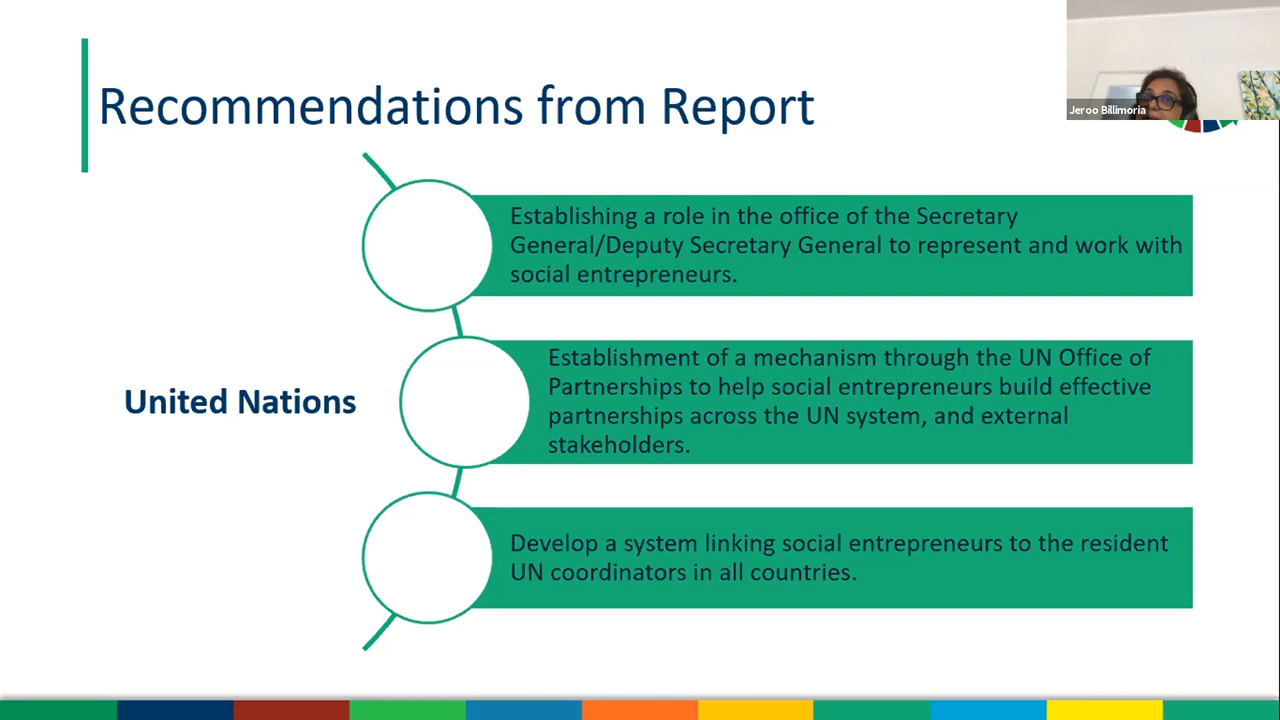 Recommendations from Report
Jeroo Billimoria
Establishing a role in the office of the Secretary
General/Deputy Secretary General to represent and work with
social entrepreneurs.
United Nations
Establishment of a mechanism through the UN Office of
Partnerships to help social entrepreneurs build effective
partnerships across the UN system, and external
stakeholders.
Develop a system linking social entrepreneurs to the resident
UN coordinators in all countries.